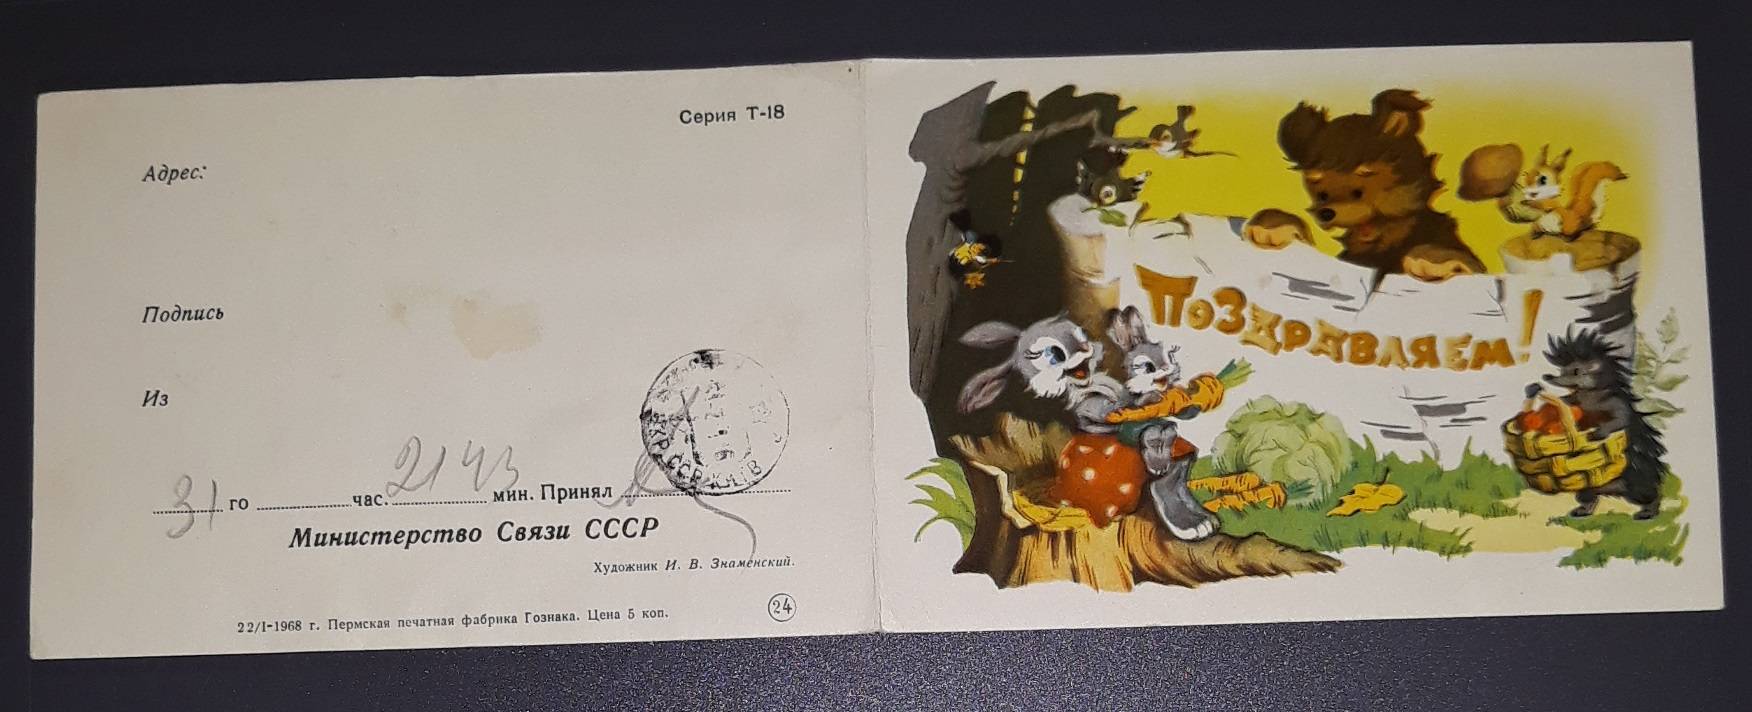 Серия Т-18
Адрес:
Подпись
Из
31 го час. 21 43 мин. Принял
Министерство Связи СССР
Художник И. В. Знаменский.
22/I-1968 г. Пермская печатная фабрика Гознака. Цена 5 коп.
24
ПОЗДРАВЛЯЕМ!